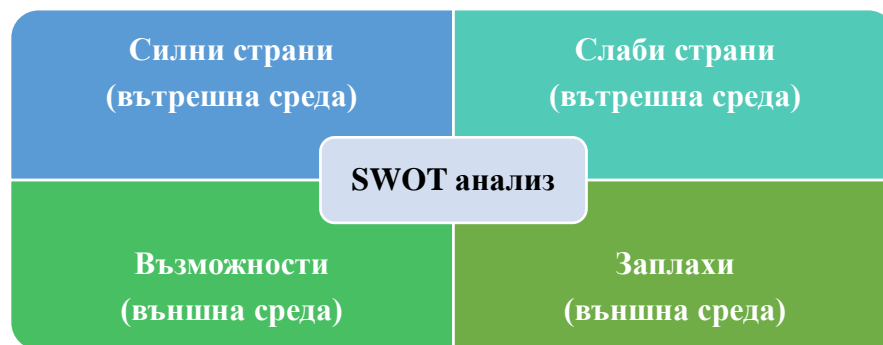 Силни страни
(вътрешна среда)
Слаби страни
(вътрешна среда)
SWOT анализ
Възможности
(външна среда)
Заплахи
(външна среда)